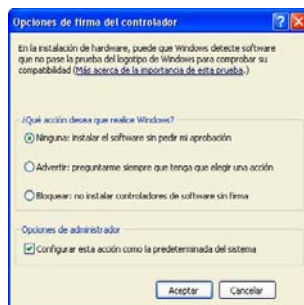 Opciones de firma del controlador
En la instalación de hardware, puede que Windows detecte software
que no pase la prueba del logotipo de Windows para comprobar su
compatibilidad (Más acerca de la importancia de esta prueba.)
¿Qué acción desea que realice Windows?
Ninguna: instalar el software sin pedir mi aprobación
Advertir: preguntarme siempre que tenga que elegir una acción
Bloquear: no instalar controladores de software sin firma
Opciones de administrador
Configurar esta acción como la predeterminada del sistema
Aceptar
Cancelar